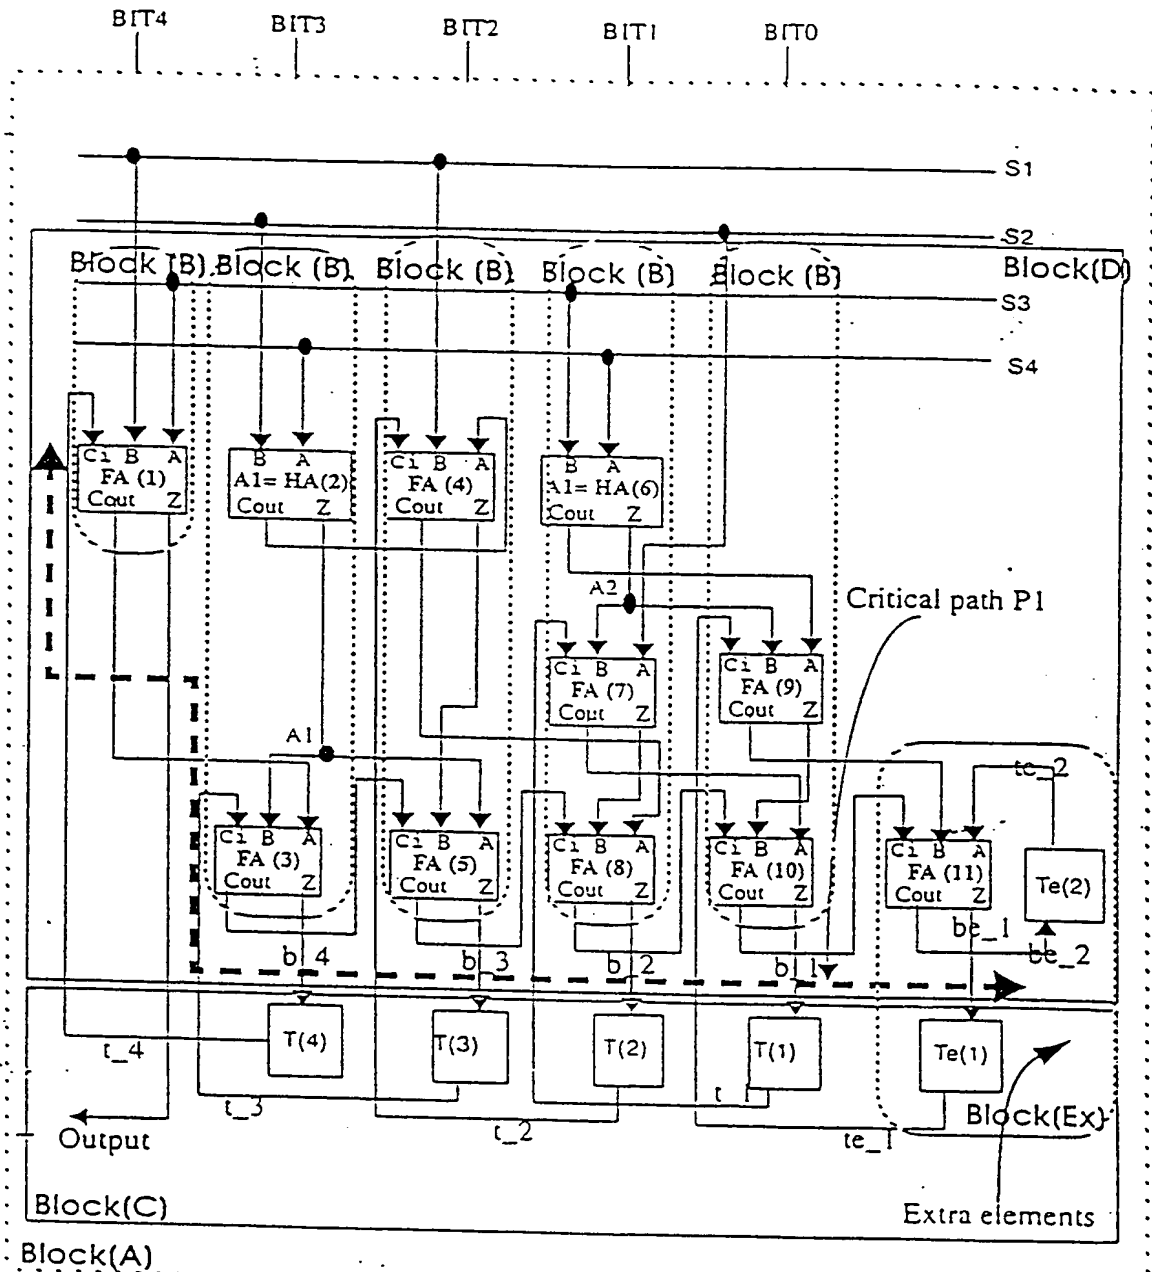 BIT4 BIT3 BIT2 BIT1 BIT0
S1
S2
Block (B) Block (B) Block (B) Block (B) Block (B) Block(D)
S3
S4
Ci B A B A Ci B A B A
FA (1) A1= HA(2) FA (4) A1= HA(6)
Cout Z Cout Z Cout Z Cout Z
A2
Critical path P1
Ci B A Ci B A
FA (7) FA (9)
Cout Z Cout Z
A1
te_2
Ci B A Ci B A Ci B A Ci B A Ci B A
FA (3) FA (5) FA (8) FA (10) FA (11)
Cout Z Cout Z Cout Z Cout Z Cout Z
Te(2)
be_1
b_4 b_3 b_2 b_1 be_2
T(4) T(3) T(2) T(1) Te(1)
t_4
t_3 t_2 t_1 te_1
Block(Ex)
Output
Block(C)
Extra elements
Block(A)